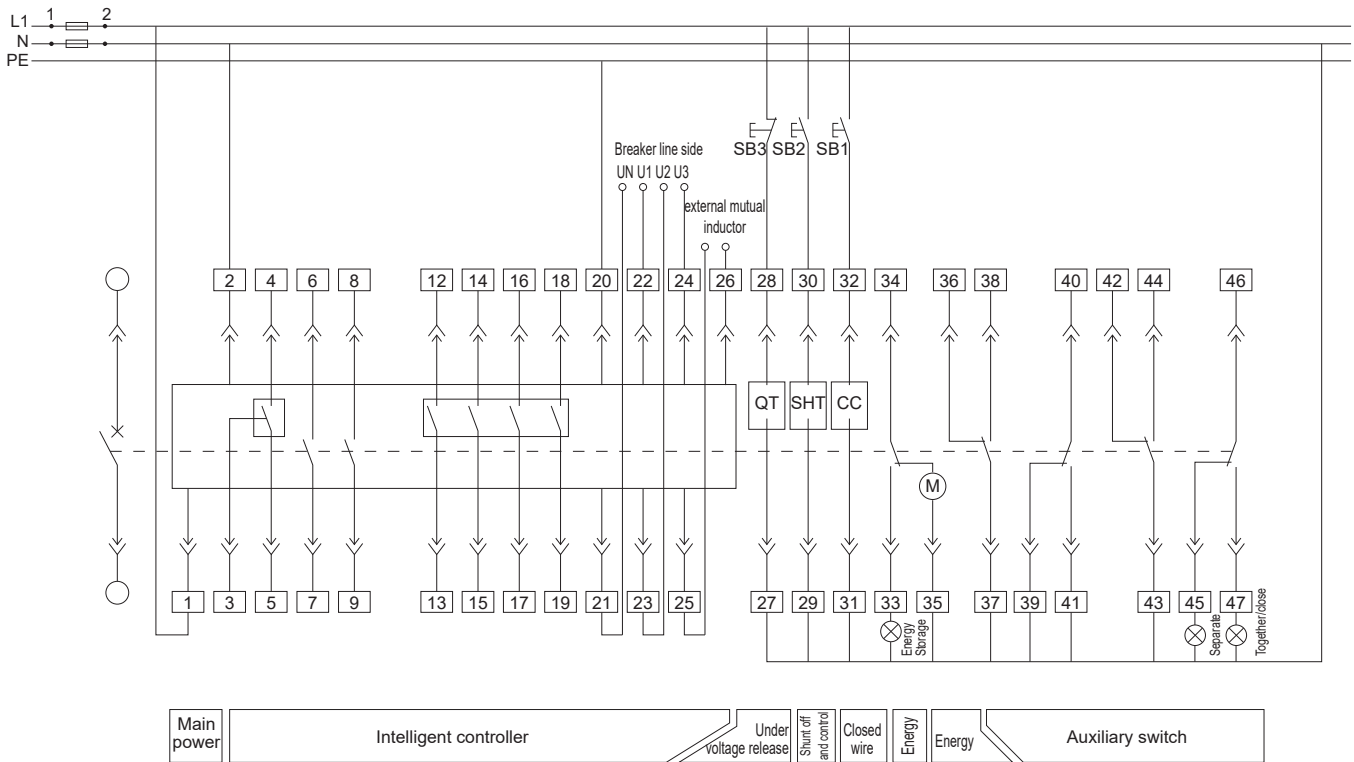 L1 1 2
N
PE
SB3 SB2 SB1
Breaker line side
UN U1 U2 U3
external mutual
inductor
2 4 6 8 12 14 16 18 20 22 24 26 28 30 32 34 36 38 40 42 44 46
QT SHT CC
M
1 3 5 7 9 13 15 17 19 21 23 25 27 29 31 33 35 37 39 41 43 45 47
Energy
Storage
Separate
Together/close
Main
power
Intelligent controller
Under
voltage release
Shunt off
and control
Closed
wire
Energy
Energy
Auxiliary switch